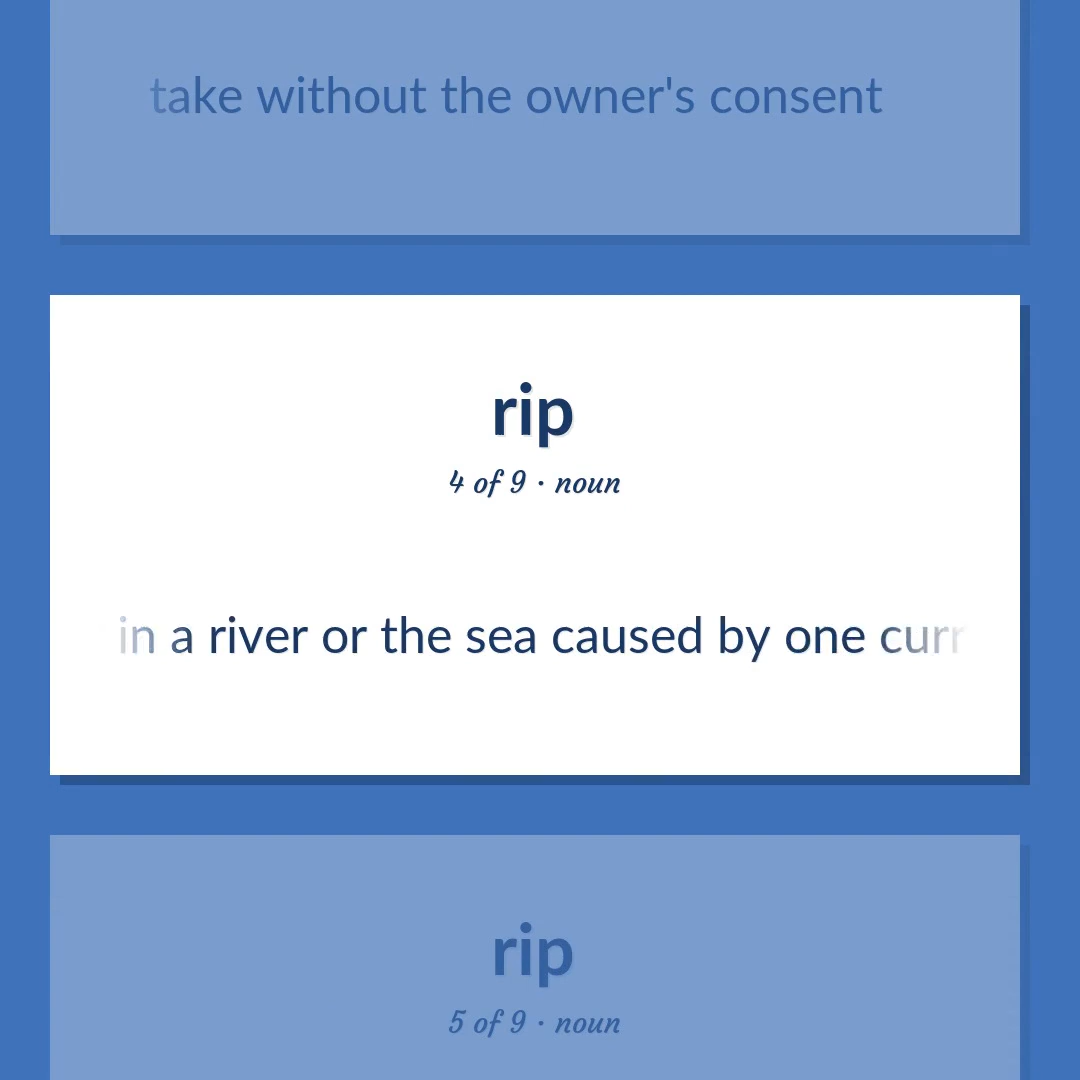 take without the owner's consent
rip
4 of 9 · noun
in a river or the sea caused by one curr
rip
5 of 9 · noun